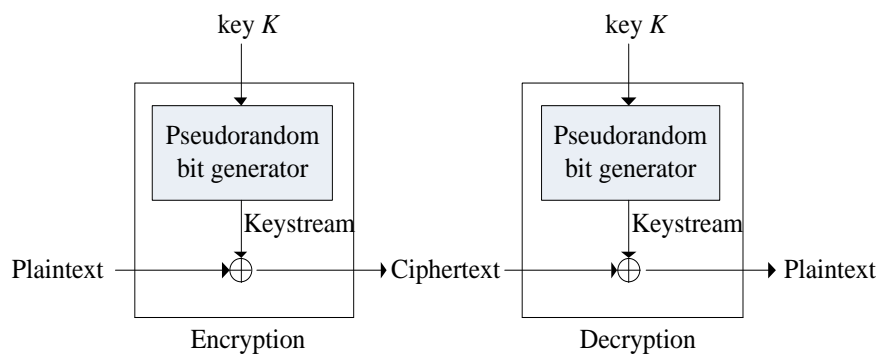 key K
key K
Pseudorandom
bit generator
Pseudorandom
bit generator
Keystream
Keystream
Plaintext
Ciphertext
Plaintext
Encryption
Decryption